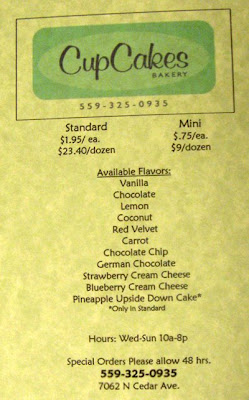 CupCakes
BAKERY
559-325-0935
Standard Mini
$1.95/ ea. $.75/ea.
$23.40/dozen $9/dozen
Available Flavors:
Vanilla
Chocolate
Lemon
Coconut
Red Velvet
Carrot
Chocolate Chip
German Chocolate
Strawberry Cream Cheese
Blueberry Cream Cheese
Pineapple Upside Down Cake*
*Only in Standard
Hours: Wed-Sun 10a-8p
Special Orders Please allow 48 hrs.
559-325-0935
7062 N Cedar Ave.